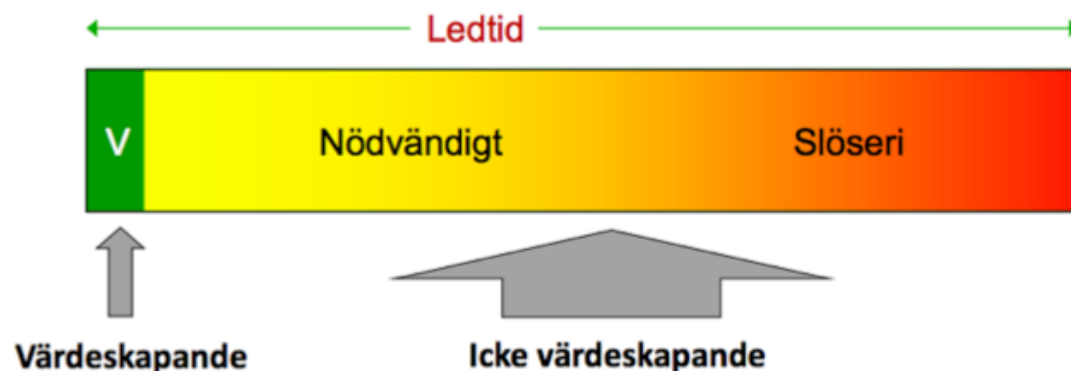 Ledtid
V
Nödvändigt
Slöseri
Värdeskapande
Icke värdeskapande